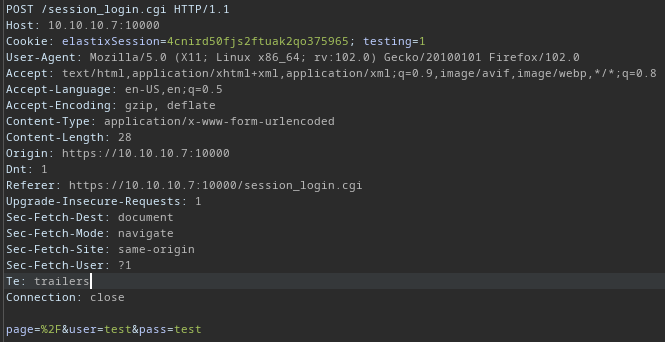 POST /session_login.cgi HTTP/1.1
Host: 10.10.10.7:10000
Cookie: elastixSession=4cnird50fjs2ftuak2qo375965; testing=1
User-Agent: Mozilla/5.0 (X11; Linux x86_64; rv:102.0) Gecko/20100101 Firefox/102.0
Accept: text/html,application/xhtml+xml,application/xml;q=0.9,image/avif,image/webp,*/*;q=0.8
Accept-Language: en-US,en;q=0.5
Accept-Encoding: gzip, deflate
Content-Type: application/x-www-form-urlencoded
Content-Length: 28
Origin: https://10.10.10.7:10000
Dnt: 1
Referer: https://10.10.10.7:10000/session_login.cgi
Upgrade-Insecure-Requests: 1
Sec-Fetch-Dest: document
Sec-Fetch-Mode: navigate
Sec-Fetch-Site: same-origin
Sec-Fetch-User: ?1
Te: trailers
Connection: close

page=%2F&user=test&pass=test